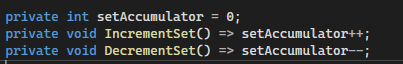 private int setAccumulator = 0;
private void IncrementSet() => setAccumulator++;
private void DecrementSet() => setAccumulator--;